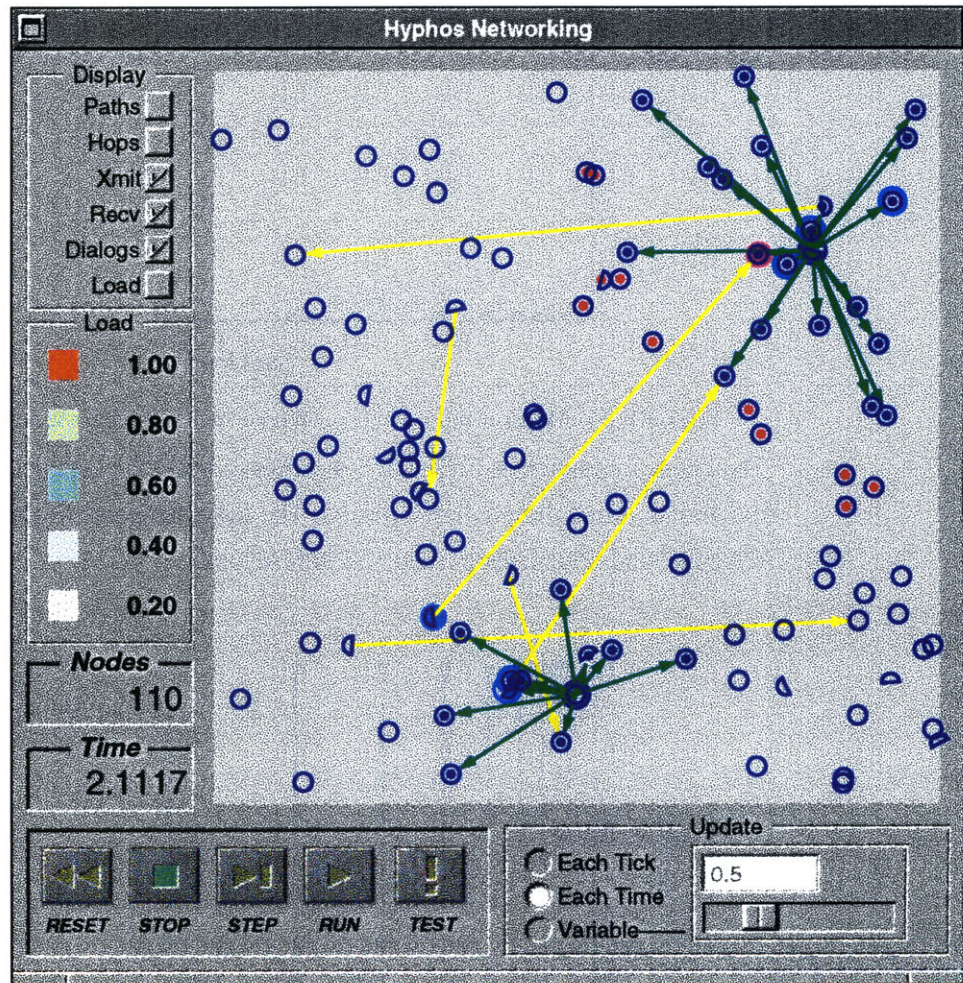 Hyphos Networking
Display
Paths
Hops
Xmit
Recv
Dialogs
Load
Load
1.00
0.80
0.60
0.40
0.20
Nodes
110
Time
2.1117
RESET STOP STEP RUN TEST
Update
Each Tick
Each Time
Variable
0.5